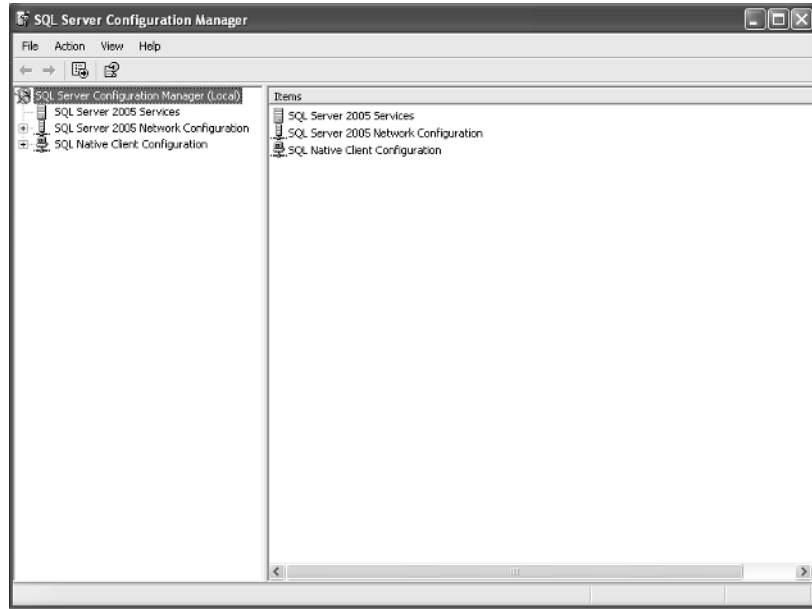 SQL Server Configuration Manager
File Action View Help
SQL Server Configuration Manager (Local)
SQL Server 2005 Services
SQL Server 2005 Network Configuration
SQL Native Client Configuration
Items
SQL Server 2005 Services
SQL Server 2005 Network Configuration
SQL Native Client Configuration